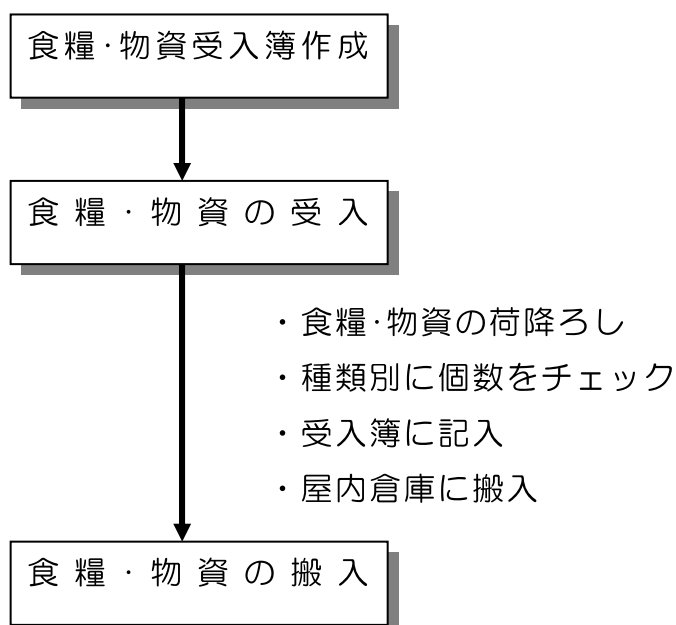 食糧・物資受入簿作成
食糧・物資の受入
・食糧・物資の荷降ろし
・種類別に個数をチェック
・受入簿に記入
・屋内倉庫に搬入
食糧・物資の搬入